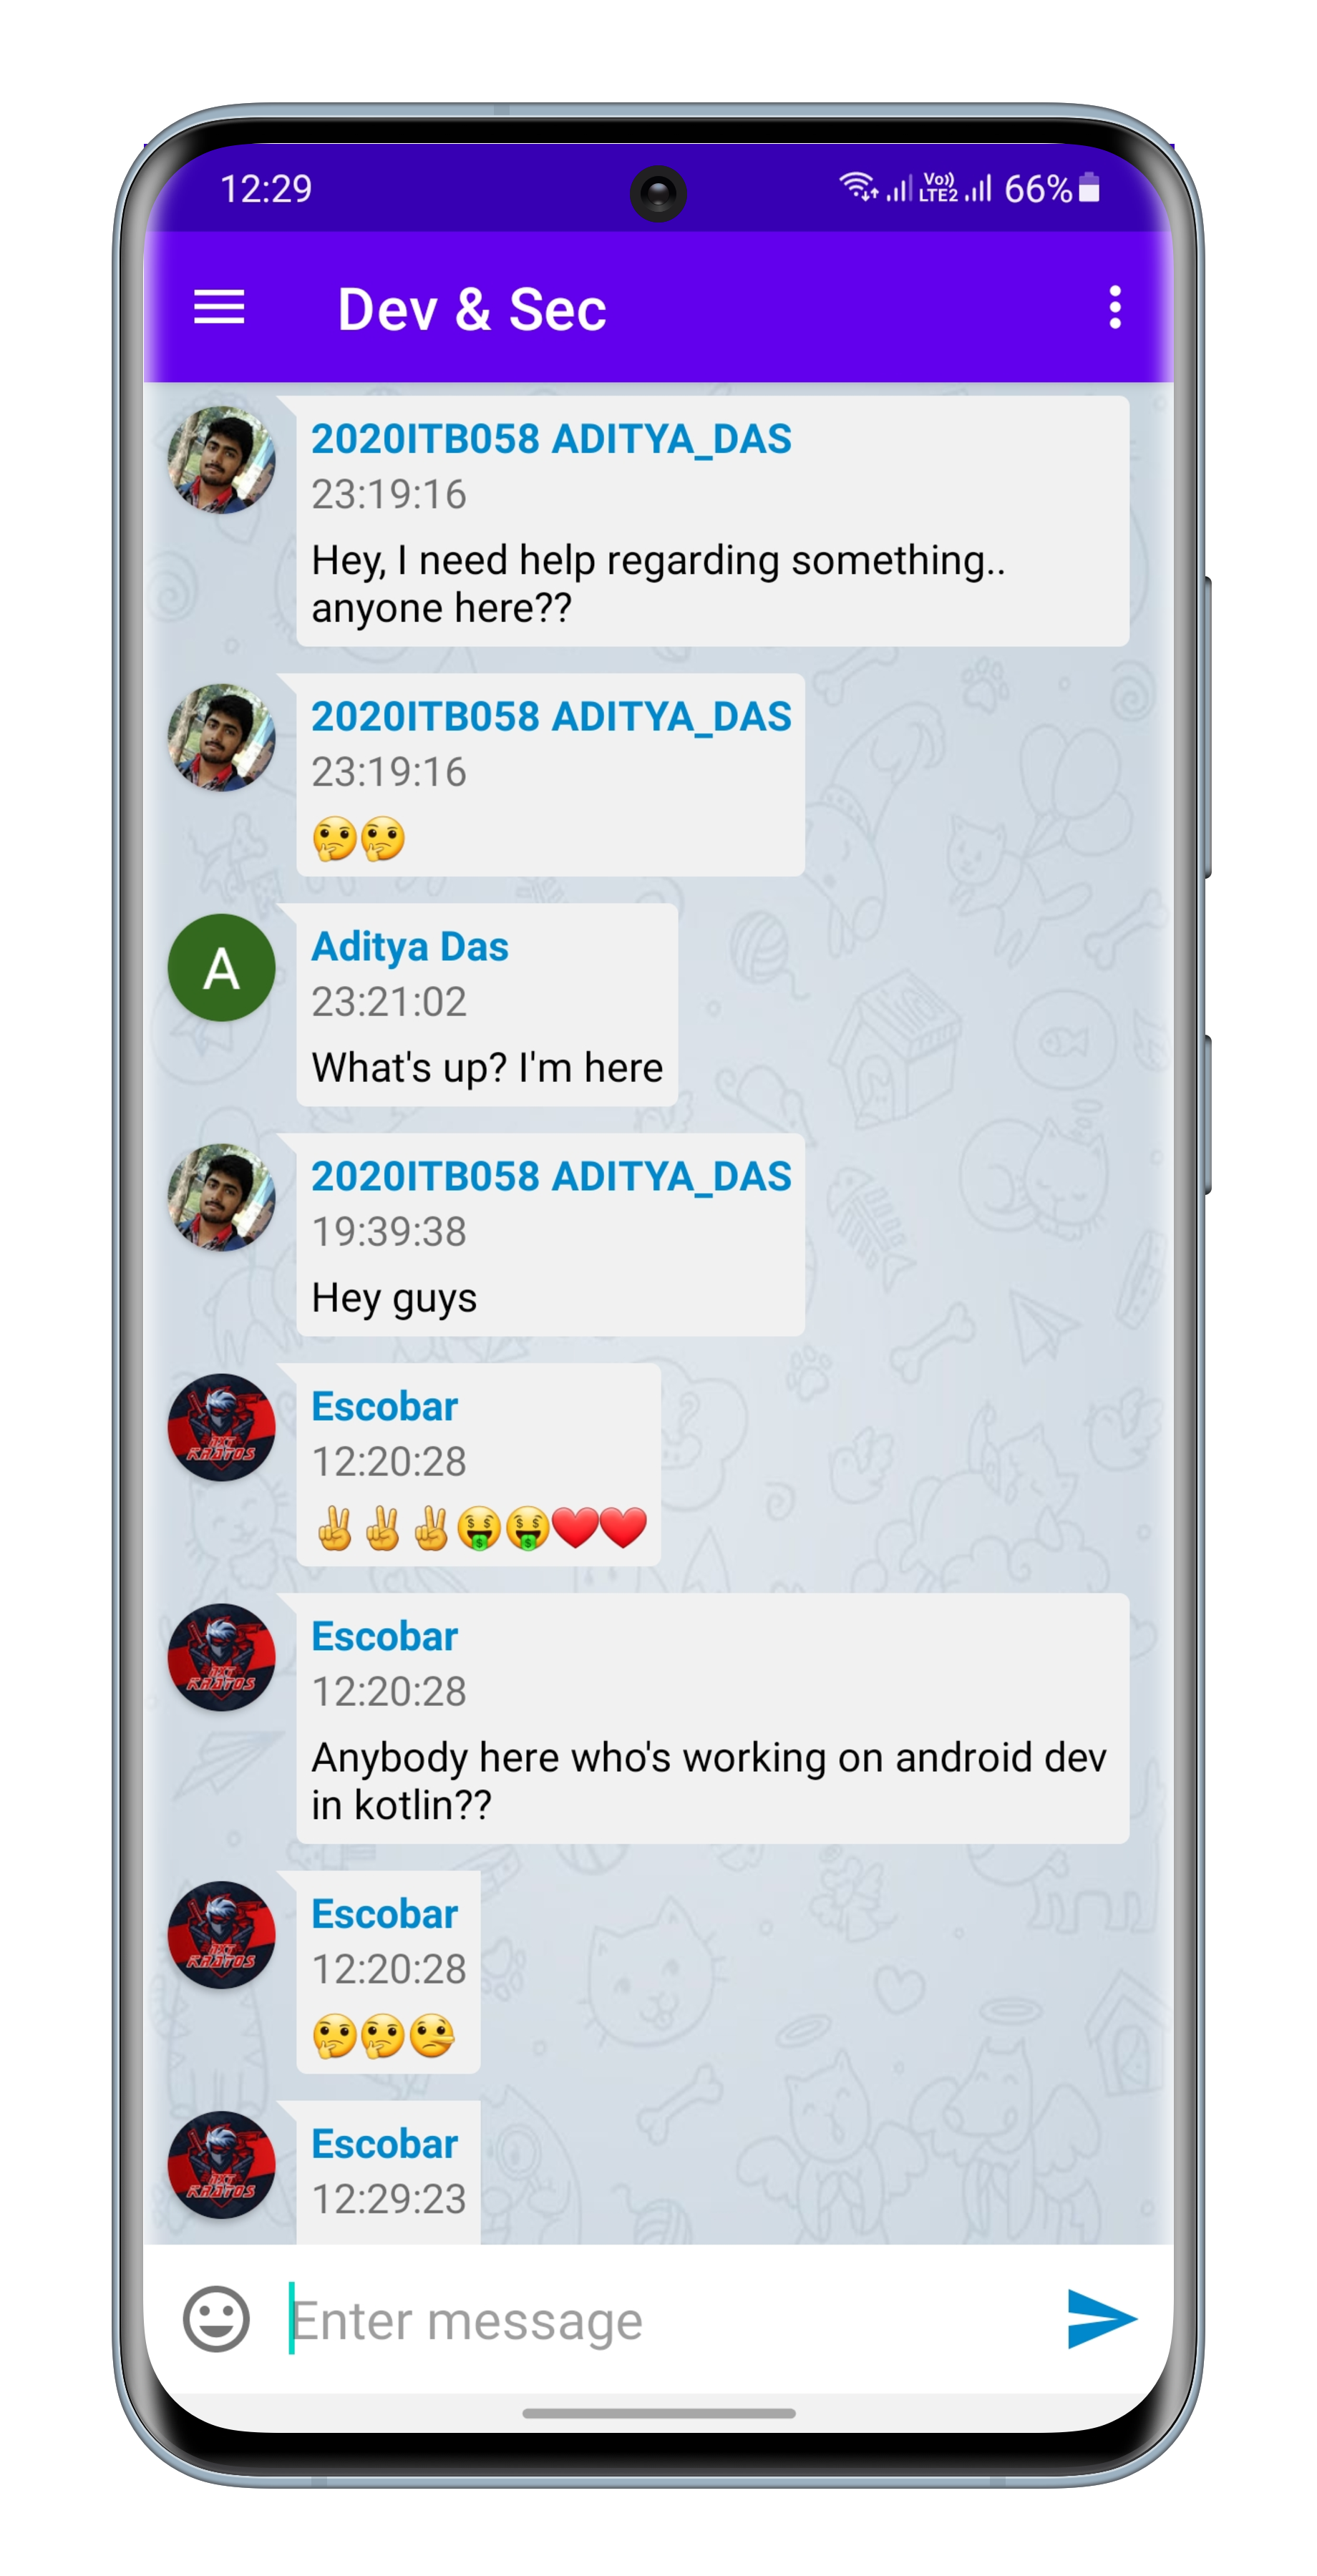 12:29
Vo))
LTE2
66%
Dev & Sec
2020ITB058 ADITYA_DAS
23:19:16
Hey, I need help regarding something..
anyone here??
2020ITB058 ADITYA_DAS
23:19:16
🤔🤔
A
Aditya Das
23:21:02
What's up? I'm here
2020ITB058 ADITYA_DAS
19:39:38
Hey guys
Escobar
12:20:28
✌️✌️✌️🤑🤑❤️❤️
Escobar
12:20:28
Anybody here who's working on android dev
in kotlin??
Escobar
12:20:28
🤔🤔🤥
Escobar
12:29:23
Enter message